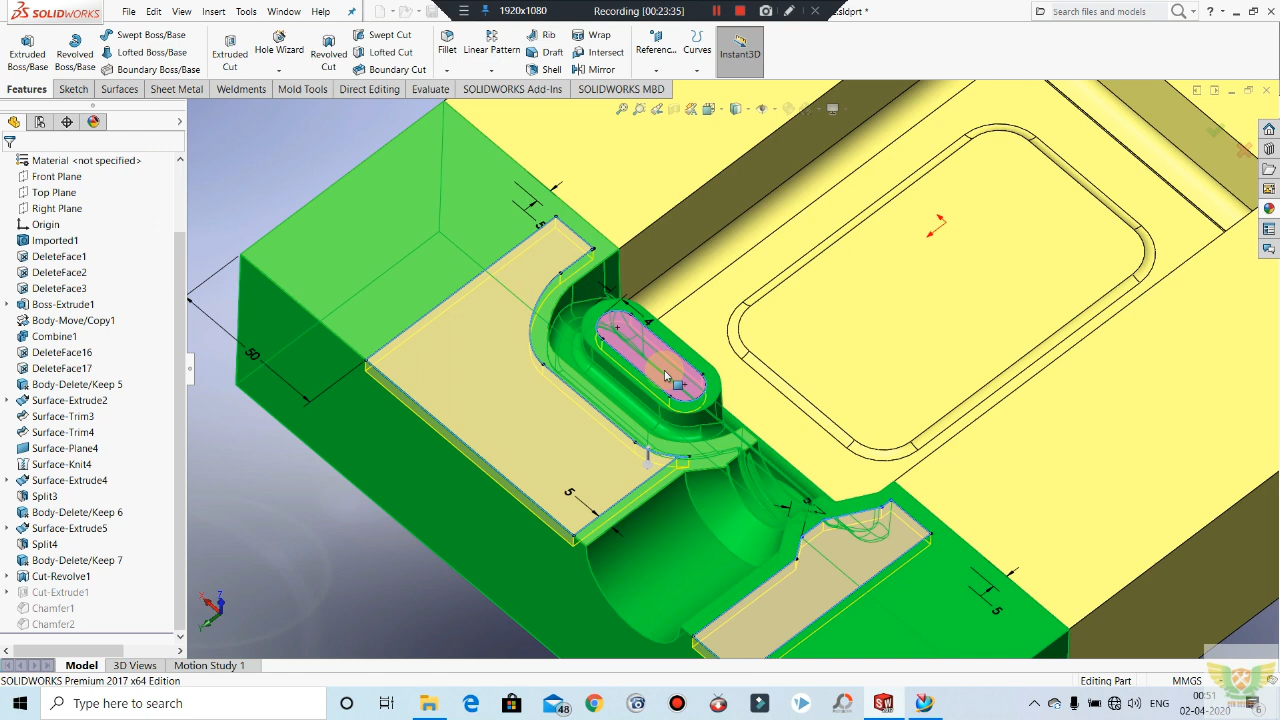 SOLIDWORKS
File Edit View Insert Tools Window Help
1920x1080 Recording [00:23:35]
.sldprt *
Search files and models
Extruded Boss/Base
Revolved Boss/Base
Swept Boss/Base
Lofted Boss/Base
Boundary Boss/Base
Extruded Cut
Hole Wizard
Revolved Cut
Swept Cut
Lofted Cut
Boundary Cut
Fillet
Linear Pattern
Rib
Draft
Shell
Wrap
Intersect
Mirror
Referenc...
Curves
Instant3D
Features Sketch Surfaces Sheet Metal Weldments Mold Tools Direct Editing Evaluate SOLIDWORKS Add-Ins SOLIDWORKS MBD
Material <not specified>
Front Plane
Top Plane
Right Plane
Origin
Imported1
DeleteFace1
DeleteFace2
DeleteFace3
Boss-Extrude1
Body-Move/Copy1
Combine1
DeleteFace16
DeleteFace17
Body-Delete/Keep 5
Surface-Extrude2
Surface-Trim3
Surface-Trim4
Surface-Plane4
Surface-Knit4
Surface-Extrude4
Split3
Body-Delete/Keep 6
Surface-Extrude5
Split4
Body-Delete/Keep 7
Cut-Revolve1
Cut-Extrude1
Chamfer1
Chamfer2
5
4
50
5
5
Model 3D Views Motion Study 1
SOLIDWORKS Premium 2017 x64 Edition
Editing Part MMGS
Type here to search
48
00:51
02-04-2020